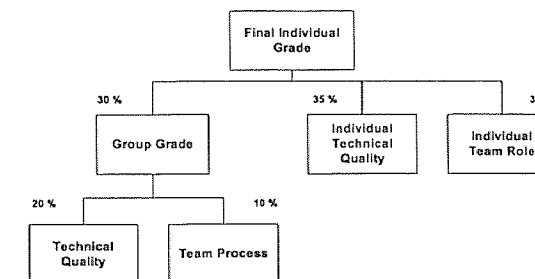 Final Individual
Grade
30 %
35 %
Group Grade
Individual
Technical
Quality
Individual
Team Role
20 %
10 %
Technical
Quality
Team Process